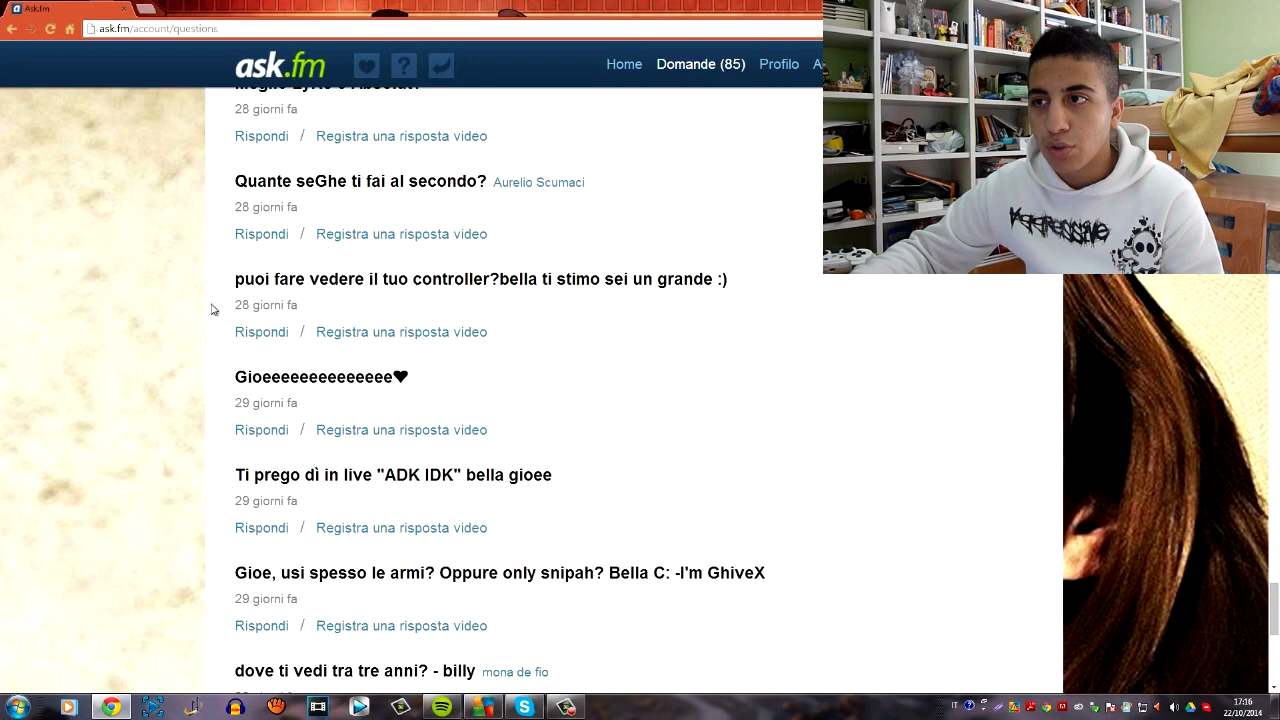 Ask.fm
ask.fm/account/questions
ask.fm
Home Domande (85) Profilo A
28 giorni fa
Rispondi / Registra una risposta video
Quante seGhe ti fai al secondo? Aurelio Scumaci
28 giorni fa
Rispondi / Registra una risposta video
puoi fare vedere il tuo controller?bella ti stimo sei un grande :)
28 giorni fa
Rispondi / Registra una risposta video
Gioeeeeeeeeeeeeee♥
29 giorni fa
Rispondi / Registra una risposta video
Ti prego dì in live "ADK IDK" bella gioee
29 giorni fa
Rispondi / Registra una risposta video
Gioe, usi spesso le armi? Oppure only snipah? Bella C: -I'm GhiveX
29 giorni fa
Rispondi / Registra una risposta video
dove ti vedi tra tre anni? - billy mona de fio
AGGRESSIVE
IT
17:16
22/10/2014